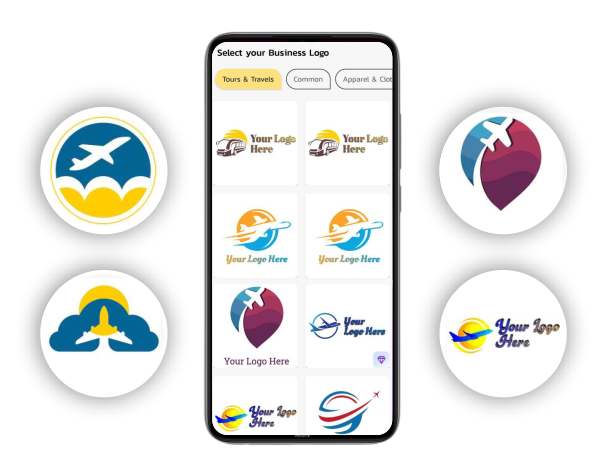 Select your Business Logo
Tours & Travels
Common
Apparel & Clot
Your Logo
Here
Your Logo
Here
Your Logo Here
Your Logo Here
Your Logo Here
Your
Logo Here
Your Logo
Here
Your Logo
Here